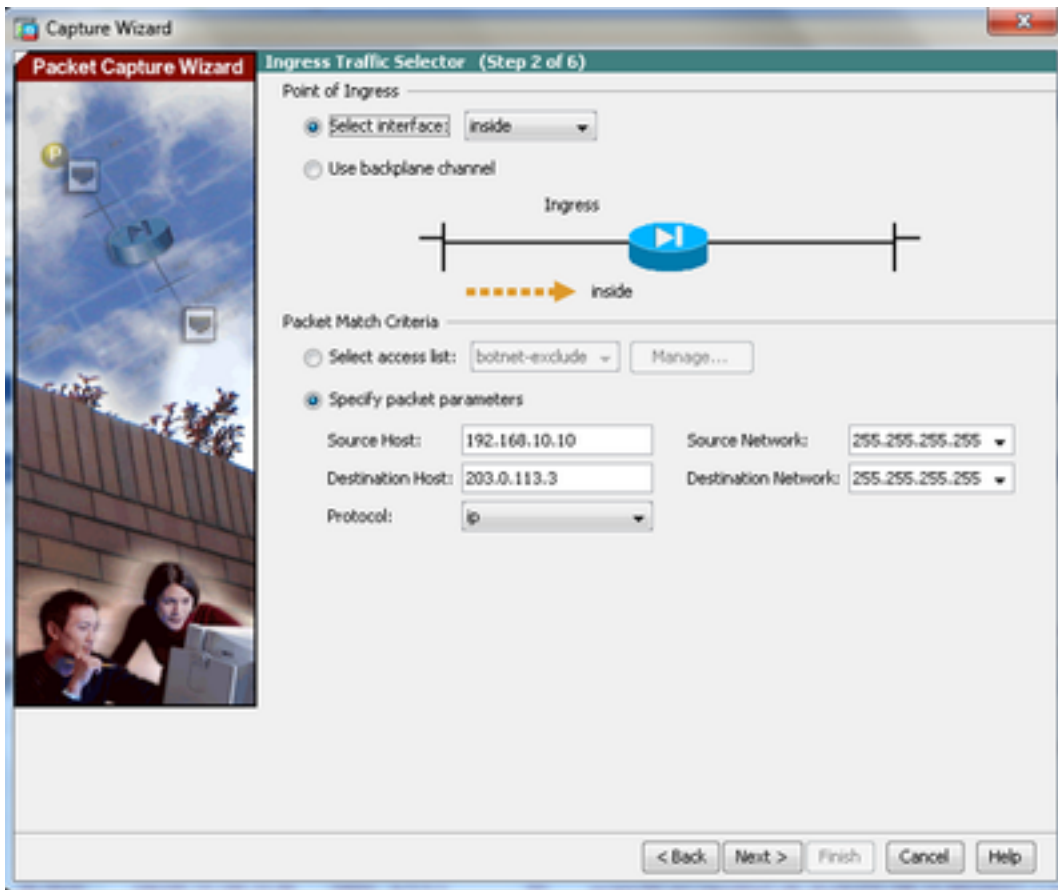 Capture Wizard
Packet Capture Wizard
Ingress Traffic Selector (Step 2 of 6)
Point of Ingress
Select interface: inside
Use backplane channel
Ingress
inside
Packet Match Criteria
Select access list: botnet-exclude Manage...
Specify packet parameters
Source Host: 192.168.10.10 Source Network: 255.255.255.255
Destination Host: 203.0.113.3 Destination Network: 255.255.255.255
Protocol: ip
P
< Back Next > Finish Cancel Help